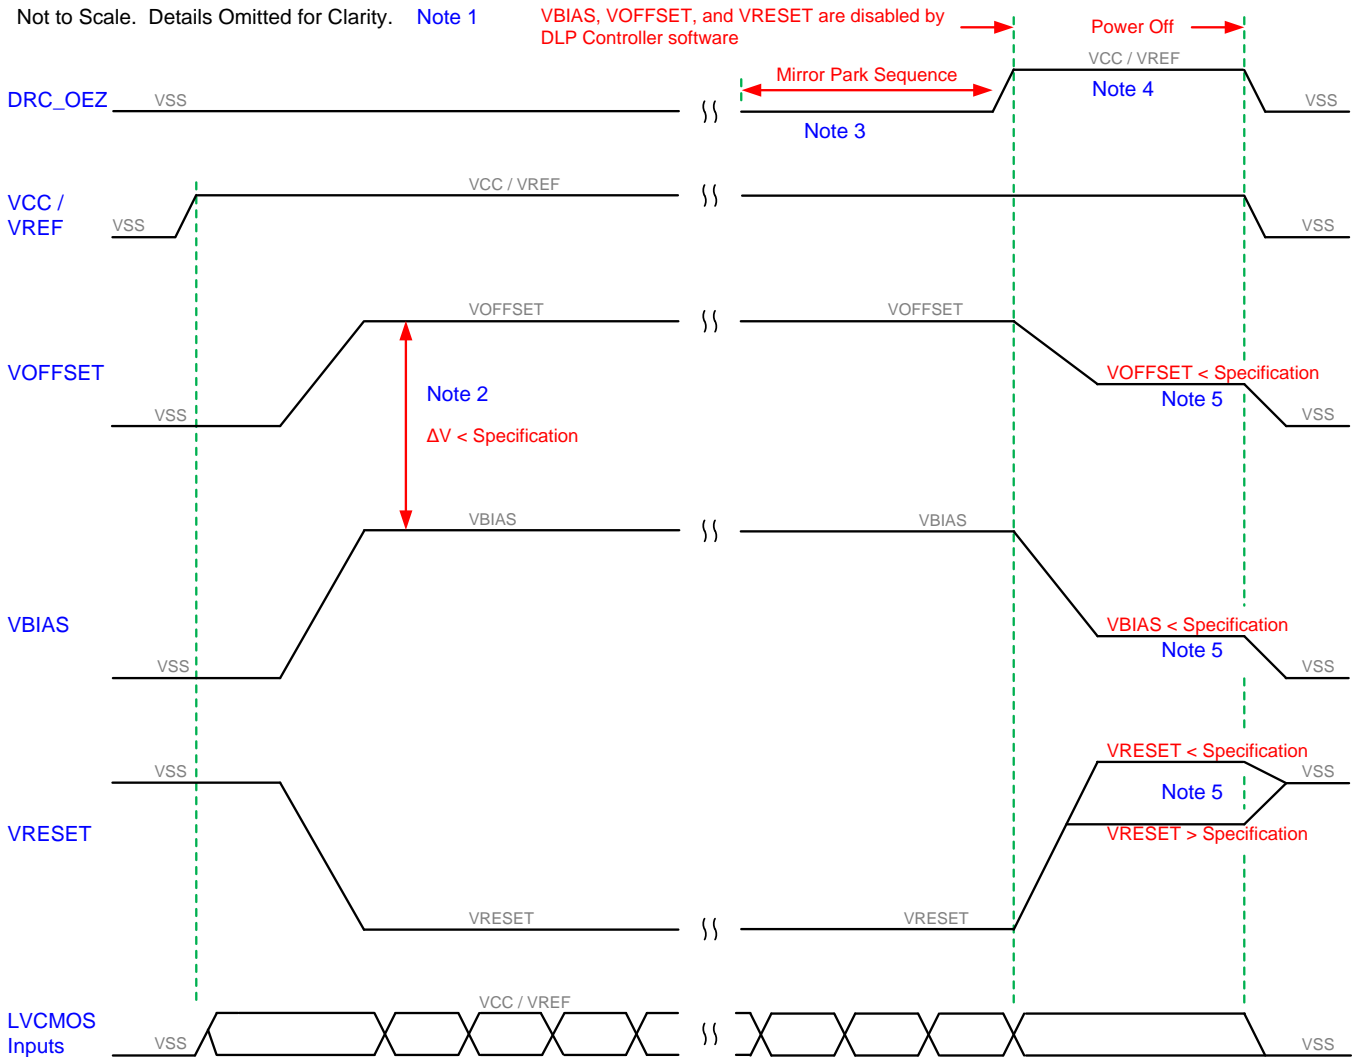 Not to Scale.  Details Omitted for Clarity.    Note 1
VBIAS, VOFFSET, and VRESET are disabled by
DLP Controller software
Power Off
VCC / VREF
Mirror Park Sequence
DRC_OEZ
VSS
Note 4
VSS
Note 3
VCC / VREF
VCC /
VREF
VSS
VSS
VOFFSET
VOFFSET
VOFFSET
VOFFSET < Specification
Note 2
Note 5
VSS
VSS
ΔV < Specification
VBIAS
VBIAS
VBIAS
VBIAS < Specification
Note 5
VSS
VSS
VRESET < Specification
VSS
VSS
Note 5
VRESET
VRESET > Specification
VRESET
VRESET
VCC / VREF
LVCMOS
Inputs
VSS
VSS